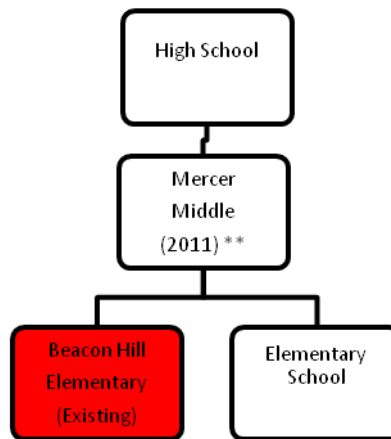 High School
Mercer
Middle
(2011) **
Beacon Hill
Elementary
(Existing)
Elementary
School